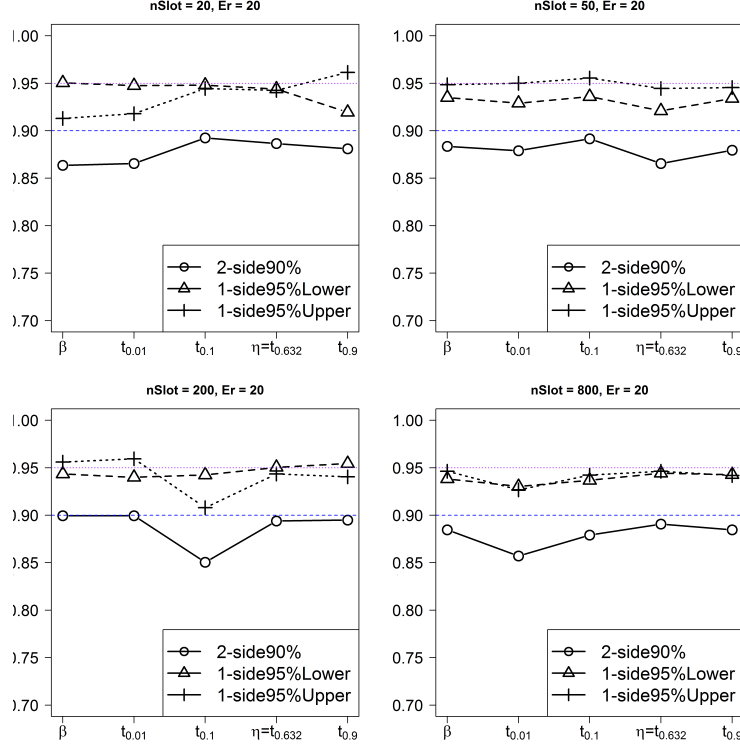 nSlot = 20, Er = 20
1.00
0.95
0.90
0.85
0.80
0.75
0.70
2-side90%
1-side95%Lower
1-side95%Upper
β t0.01 t0.1 η=t0.632 t0.9
nSlot = 50, Er = 20
1.00
0.95
0.90
0.85
0.80
0.75
0.70
2-side90%
1-side95%Lower
1-side95%Upper
β t0.01 t0.1 η=t0.632 t0.9
nSlot = 200, Er = 20
1.00
0.95
0.90
0.85
0.80
0.75
0.70
2-side90%
1-side95%Lower
1-side95%Upper
β t0.01 t0.1 η=t0.632 t0.9
nSlot = 800, Er = 20
1.00
0.95
0.90
0.85
0.80
0.75
0.70
2-side90%
1-side95%Lower
1-side95%Upper
β t0.01 t0.1 η=t0.632 t0.9